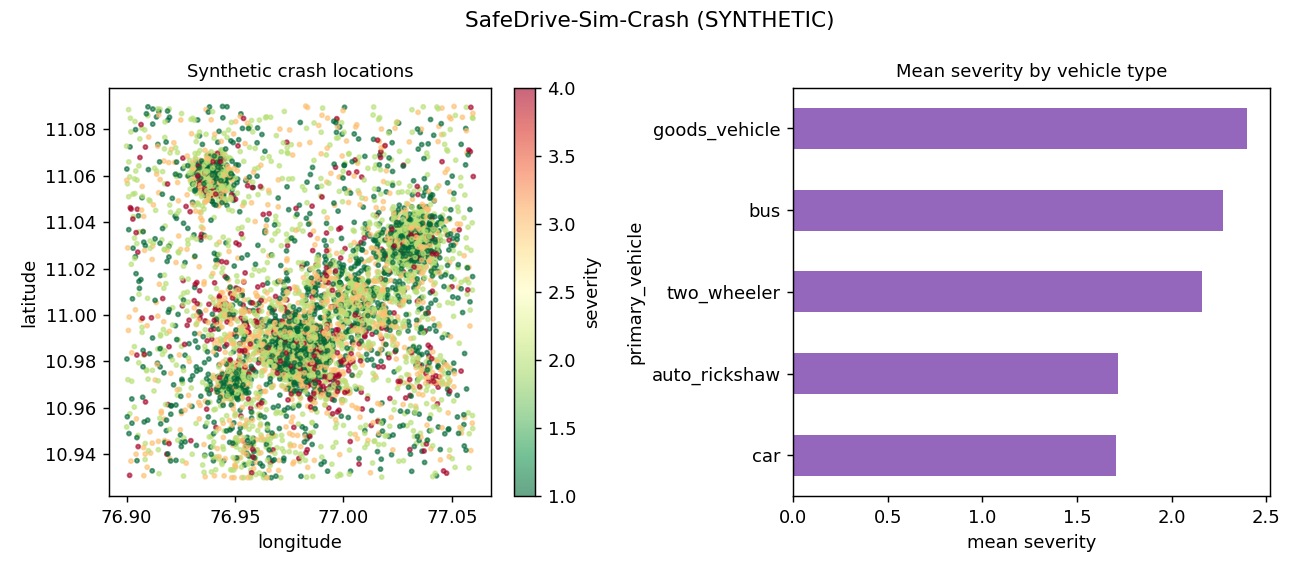 SafeDrive-Sim-Crash (SYNTHETIC)
Synthetic crash locations
11.08
11.06
11.04
11.02
11.00
10.98
10.96
10.94
latitude
76.90
76.95
77.00
77.05
longitude
4.0
3.5
3.0
2.5
2.0
1.5
1.0
severity
Mean severity by vehicle type
goods_vehicle
bus
two_wheeler
auto_rickshaw
car
primary_vehicle
0.0
0.5
1.0
1.5
2.0
2.5
mean severity